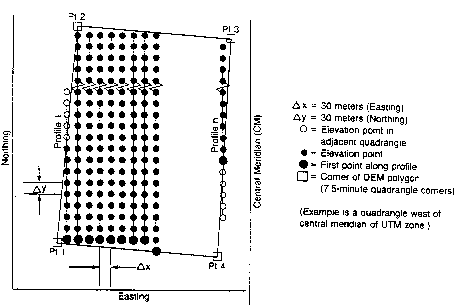 Pt 2
Pt 3
Northing
Profile 1
Profile n
Central Meridian (CM)
Δy
Pt 1
Δx
Pt 4
Easting
Δx = 30 meters (Easting)
Δy = 30 meters (Northing)
○ = Elevation point in
adjacent quadrangle
• = Elevation point
● = First point along profile
□ = Corner of DEM polygon
(7.5-minute quadrangle corners)
(Example is a quadrangle west of
central meridian of UTM zone.)